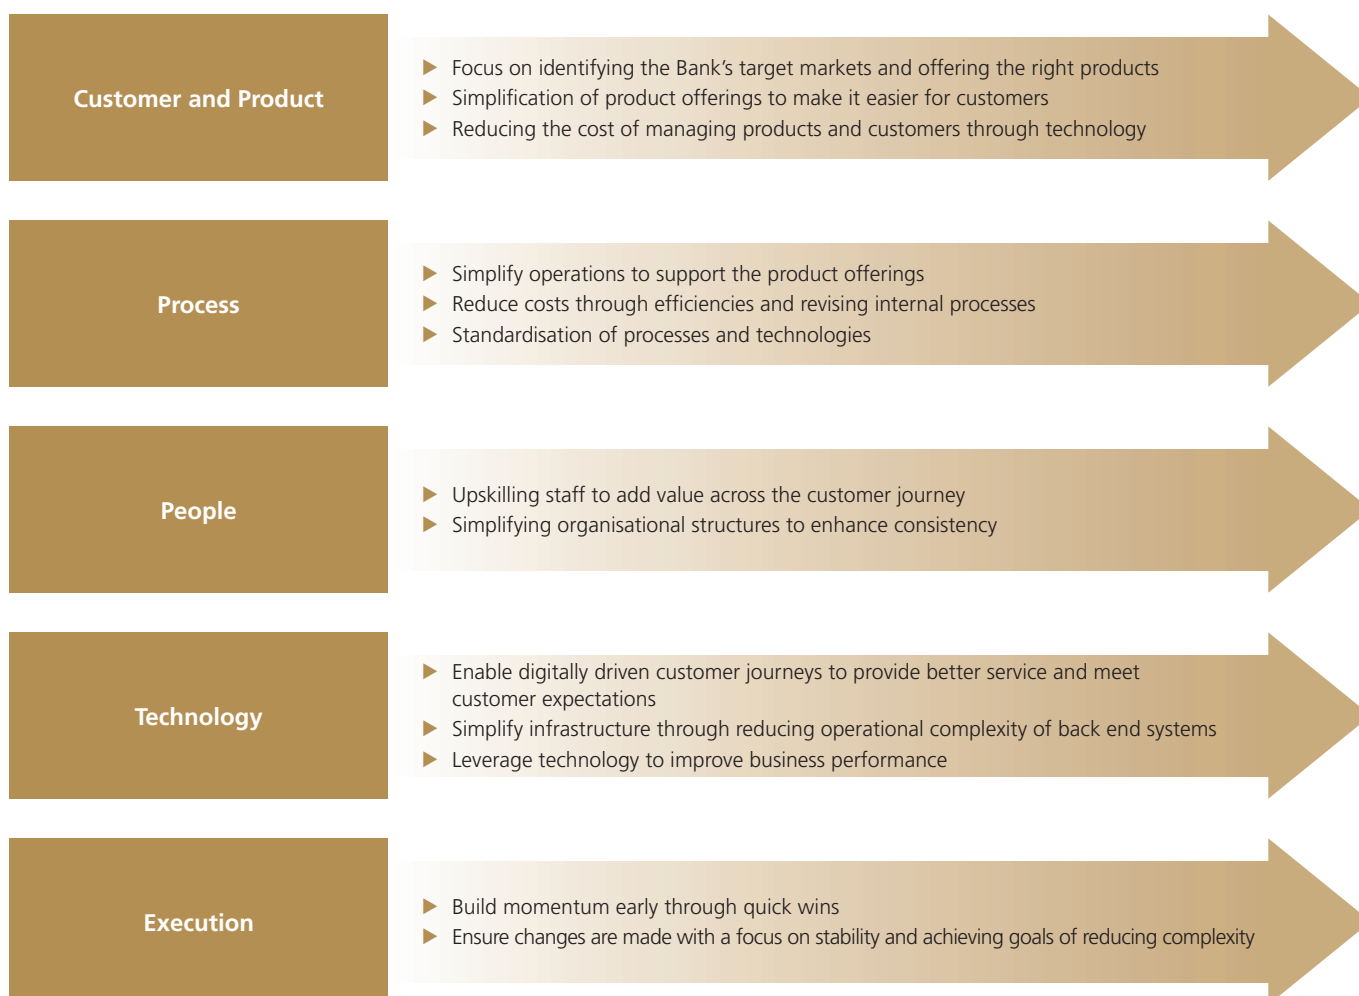 Customer and Product
Focus on identifying the Bank’s target markets and offering the right products
Simplification of product offerings to make it easier for customers
Reducing the cost of managing products and customers through technology
Process
Simplify operations to support the product offerings
Reduce costs through efficiencies and revising internal processes
Standardisation of processes and technologies
People
Upskilling staff to add value across the customer journey
Simplifying organisational structures to enhance consistency
Technology
Enable digitally driven customer journeys to provide better service and meet
customer expectations
Simplify infrastructure through reducing operational complexity of back end systems
Leverage technology to improve business performance
Execution
Build momentum early through quick wins
Ensure changes are made with a focus on stability and achieving goals of reducing complexity